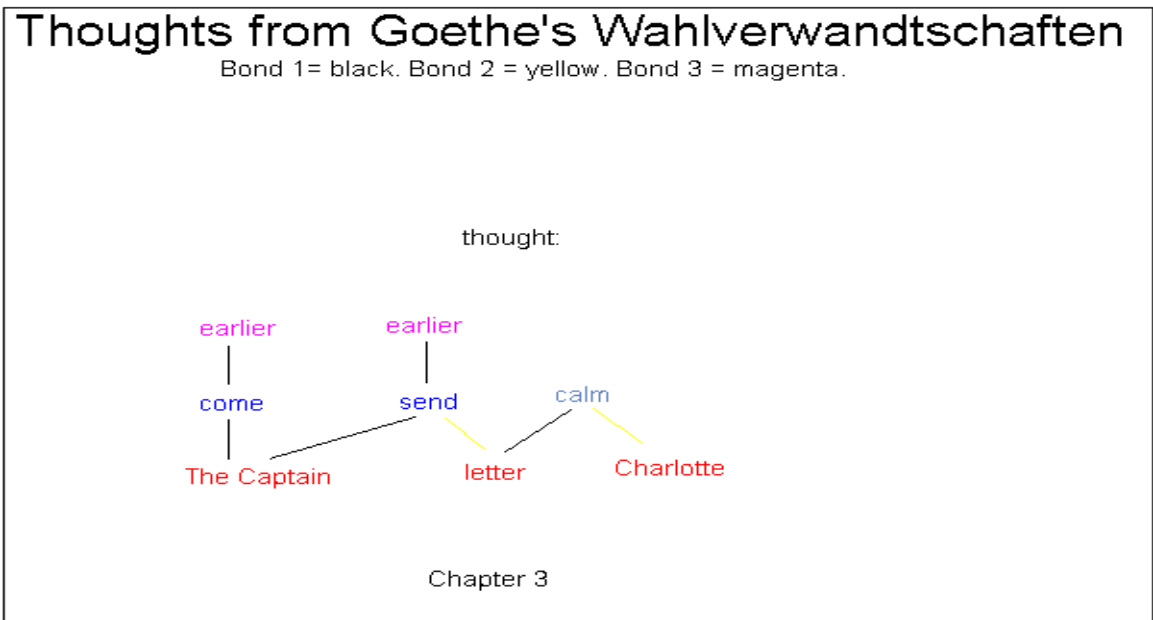 Thoughts from Goethe's Wahlverwandtschaften
Bond 1= black. Bond 2 = yellow. Bond 3 = magenta.
thought:
earlier earlier
come send calm
The Captain letter Charlotte
Chapter 3